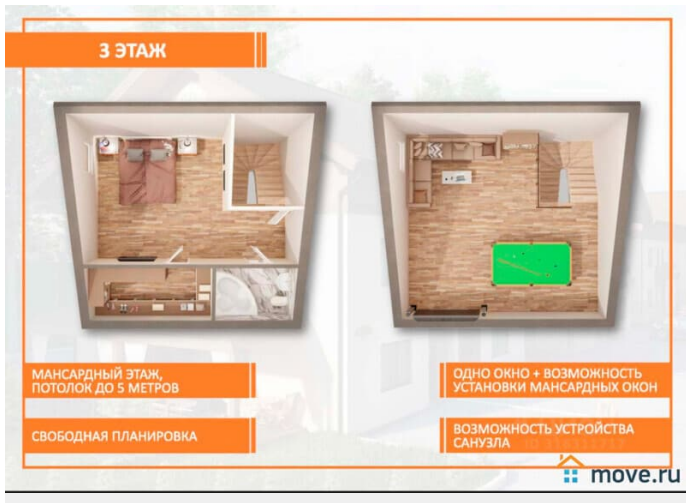 3 ЭТАЖ
МАНСАРДНЫЙ ЭТАЖ,
ПОТОЛОК ДО 5 МЕТРОВ
ОДНО ОКНО + ВОЗМОЖНОСТЬ
УСТАНОВКИ МАНСАРДНЫХ ОКОН
СВОБОДНАЯ ПЛАНИРОВКА
ВОЗМОЖНОСТЬ УСТРОЙСТВА
САНУЗЛА
move.ru